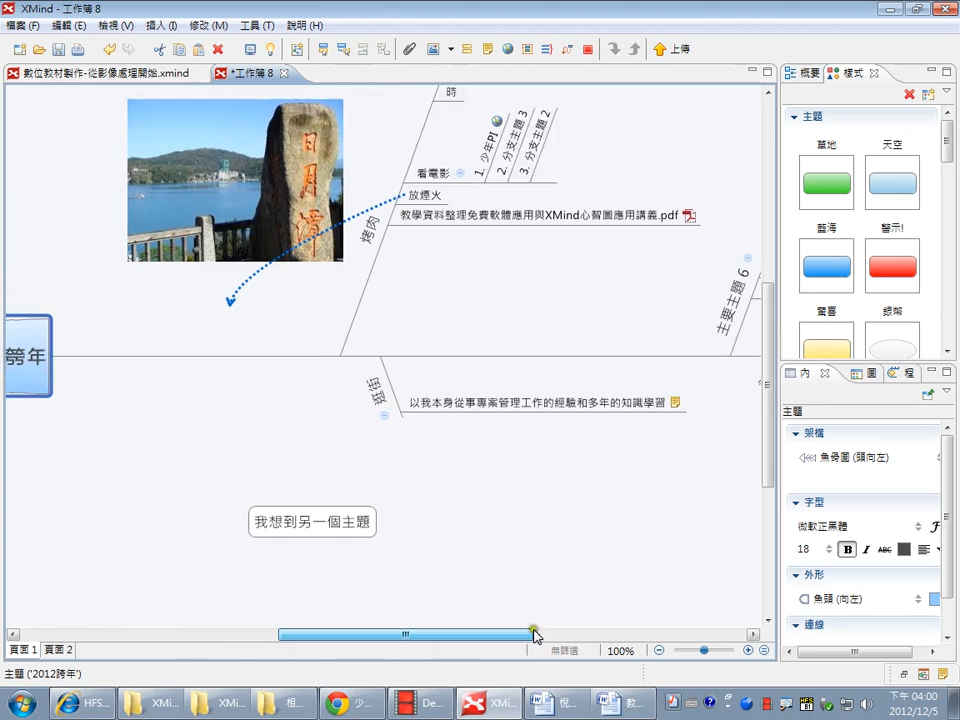 XMind - 工作簿 8
檔案 (F) 編輯 (E) 檢視 (V) 插入 (I) 修改 (M) 工具 (T) 說明 (H)
上傳
數位教材製作-從影像處理開始.xmind
*工作簿 8
概要
樣式
主題
草地
天空
藍海
警示!
驚喜
銀幣
時
1. 少年PI
2. 分支主題 3
3. 分支主題 2
看電影
放煙火
教學資料整理免費軟體應用與XMind心智圖應用講義.pdf
烤肉
日月潭
主要主題 6
跨年
逛街
以我本身從事專案管理工作的經驗和多年的知識學習
我想到另一個主題
內
圖
程
主題
架構
魚骨圖 (頭向左)
字型
微軟正黑體
18
B I ABC
外形
魚頭 (向左)
連線
頁面 1
頁面 2
無篩選
100%
主題 ('2012跨年')
HFS...
XMi...
XMi...
相...
少...
De...
XMi...
悅...
教...
下午 04:00
2012/12/5